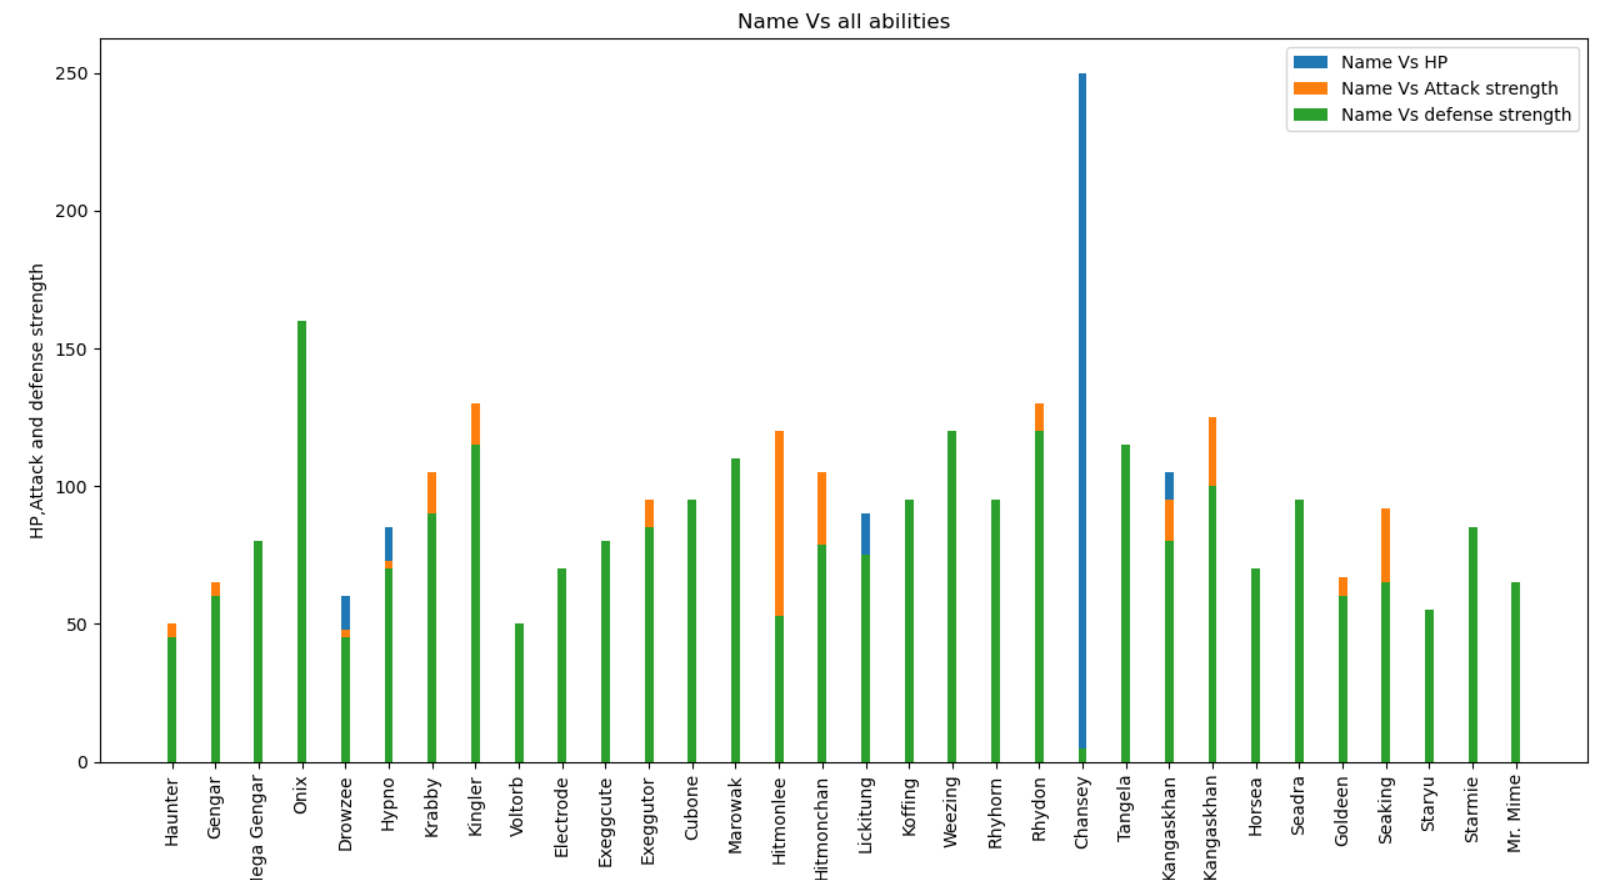 Name Vs all abilities
Name Vs HP
Name Vs Attack strength
Name Vs defense strength
HP,Attack and defense strength
250
200
150
100
50
0
Haunter
Gengar
lega Gengar
Onix
Drowzee
Hypno
Krabby
Kingler
Voltorb
Electrode
Exeggcute
Exeggutor
Cubone
Marowak
Hitmonlee
Hitmonchan
Lickitung
Koffing
Weezing
Rhyhorn
Rhydon
Chansey
Tangela
Kangaskhan
Kangaskhan
Horsea
Seadra
Goldeen
Seaking
Staryu
Starmie
Mr. Mime